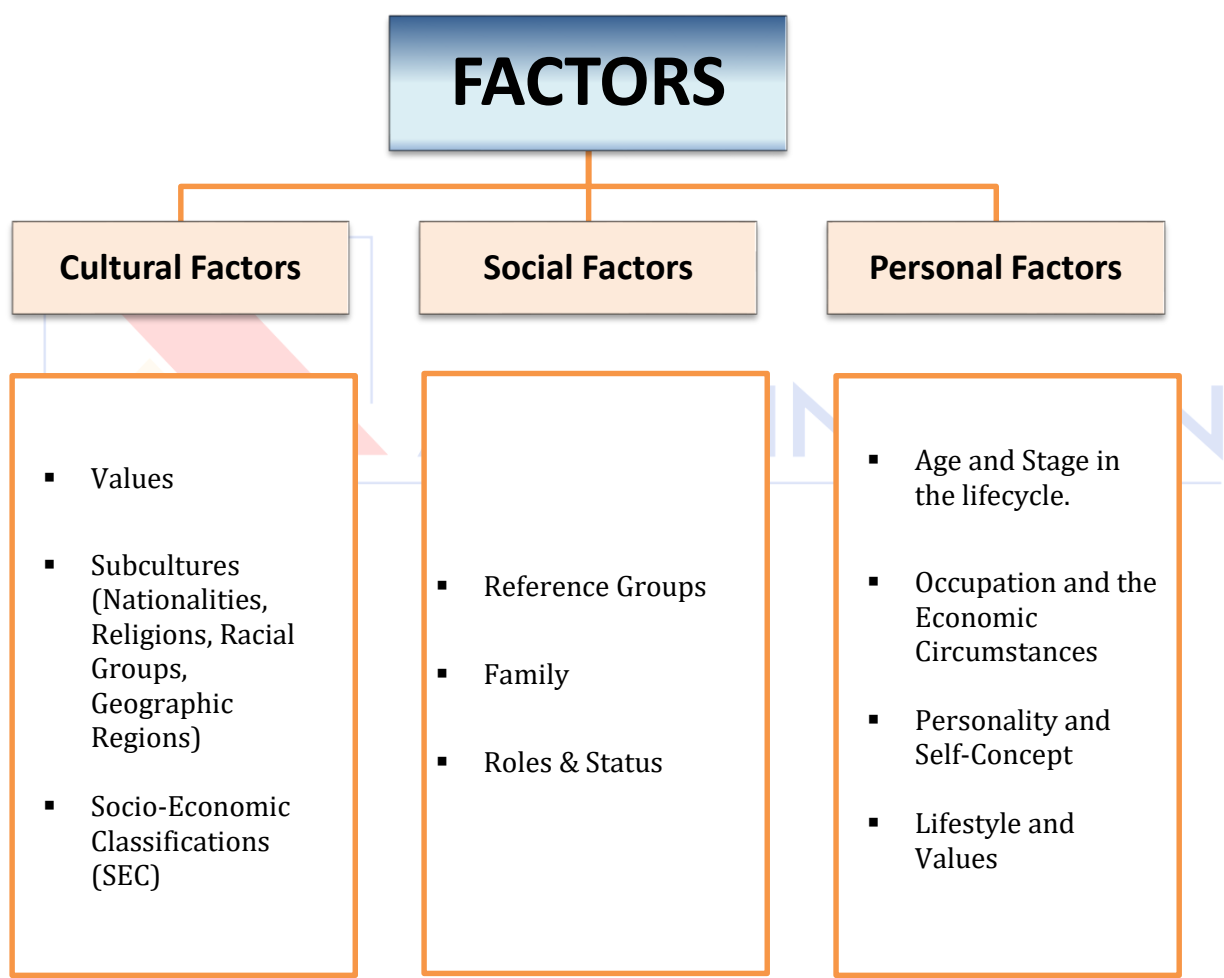 FACTORS
Cultural Factors
Social Factors
Personal Factors
▪ Values
▪ Subcultures
(Nationalities,
Religions, Racial
Groups,
Geographic
Regions)
▪ Socio-Economic
Classifications
(SEC)
▪ Reference Groups
▪ Family
▪ Roles & Status
▪ Age and Stage in
the lifecycle.
▪ Occupation and the
Economic
Circumstances
▪ Personality and
Self-Concept
▪ Lifestyle and
Values